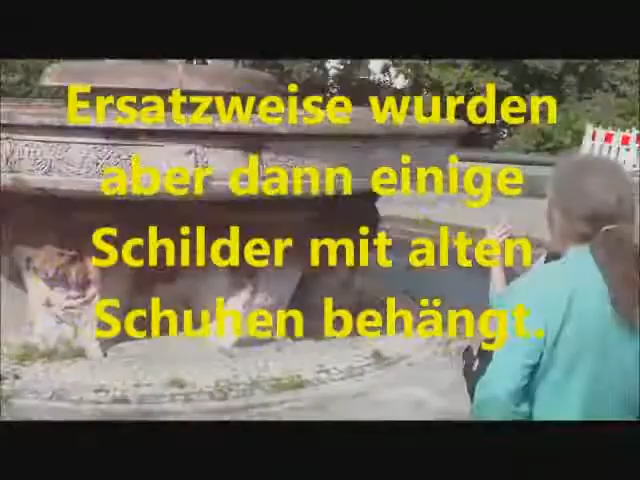 Ersatzweise wurden
aber dann einige
Schilder mit alten
Schuhen behängt.